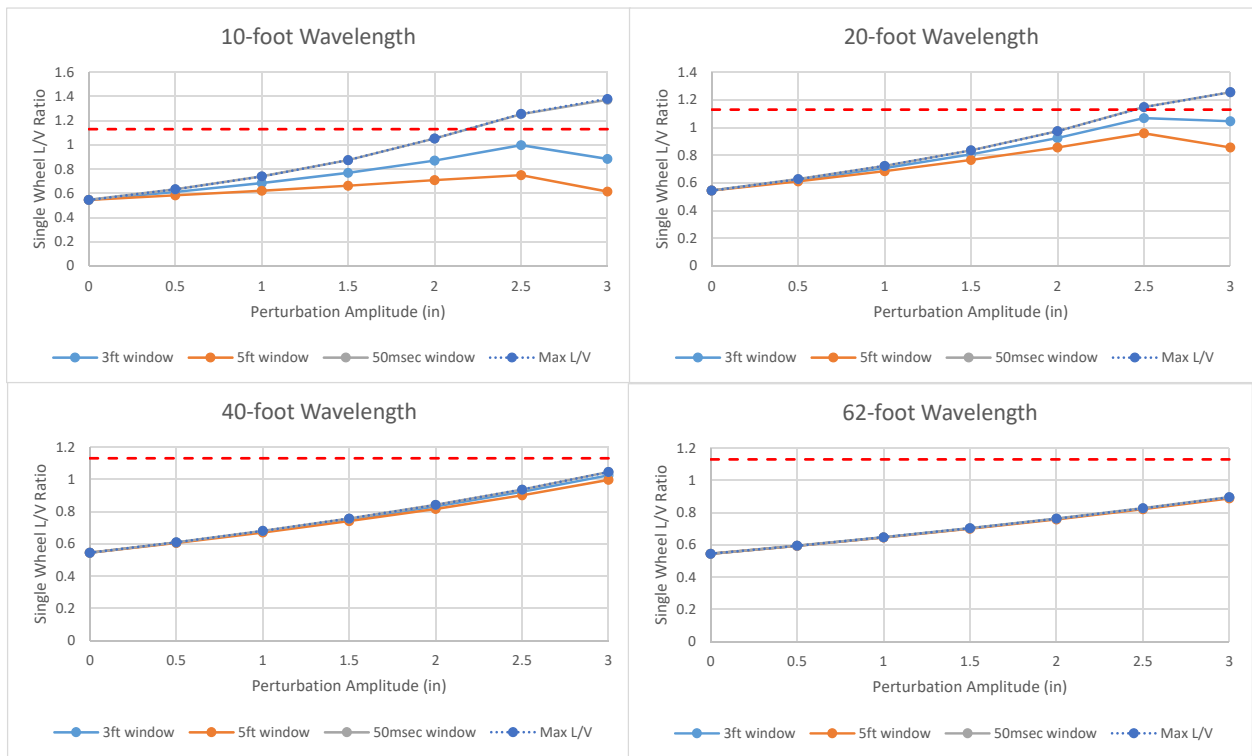 10-foot Wavelength
Single Wheel L/V Ratio
1.6
1.4
1.2
1
0.8
0.6
0.4
0.2
0
0 0.5 1 1.5 2 2.5 3
Perturbation Amplitude (in)
3ft window 5ft window 50msec window Max L/V
20-foot Wavelength
Single Wheel L/V Ratio
1.4
1.2
1
0.8
0.6
0.4
0.2
0
0 0.5 1 1.5 2 2.5 3
Perturbation Amplitude (in)
3ft window 5ft window 50msec window Max L/V
40-foot Wavelength
Single Wheel L/V Ratio
1.2
1
0.8
0.6
0.4
0.2
0
0 0.5 1 1.5 2 2.5 3
Perturbation Amplitude (in)
3ft window 5ft window 50msec window Max L/V
62-foot Wavelength
Single Wheel L/V Ratio
1.2
1
0.8
0.6
0.4
0.2
0
0 0.5 1 1.5 2 2.5 3
Perturbation Amplitude (in)
3ft window 5ft window 50msec window Max L/V